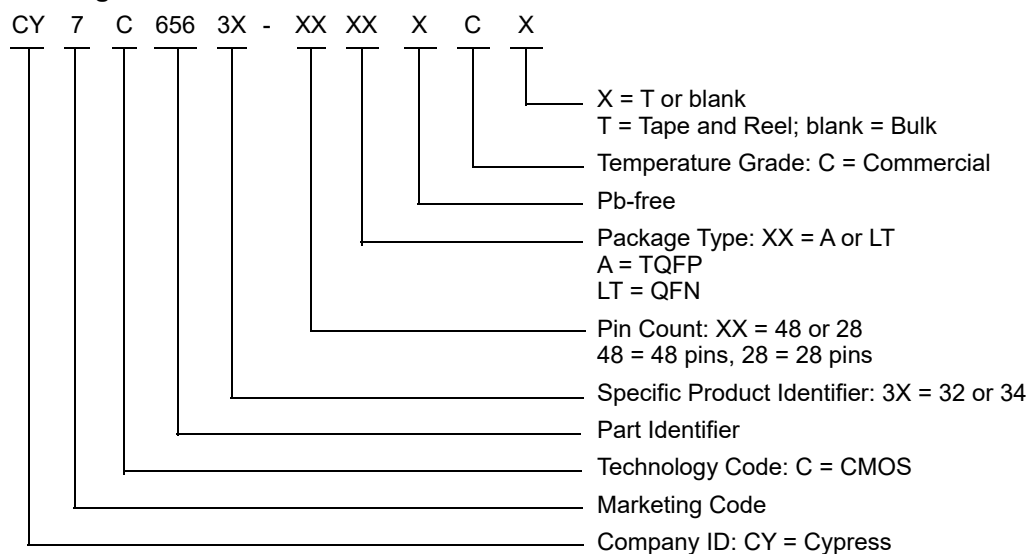 CY 7 C 656 3X - XX XX X C X
X = T or blank
T = Tape and Reel; blank = Bulk
Temperature Grade: C = Commercial
Pb-free
Package Type: XX = A or LT
A = TQFP
LT = QFN
Pin Count: XX = 48 or 28
48 = 48 pins, 28 = 28 pins
Specific Product Identifier: 3X = 32 or 34
Part Identifier
Technology Code: C = CMOS
Marketing Code
Company ID: CY = Cypress